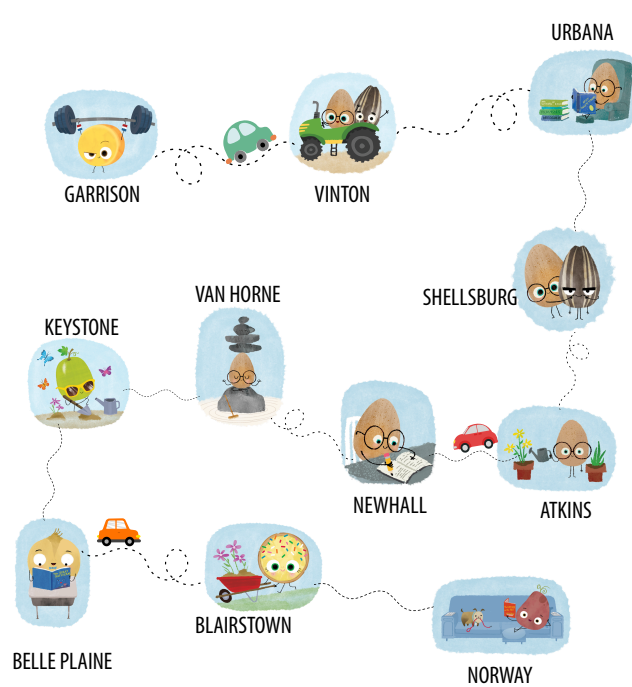 URBANA
GARRISON
VINTON
SHELLSBURG
VAN HORNE
KEYSTONE
NEWHALL
ATKINS
BLAIRSTOWN
BELLE PLAINE
NORWAY